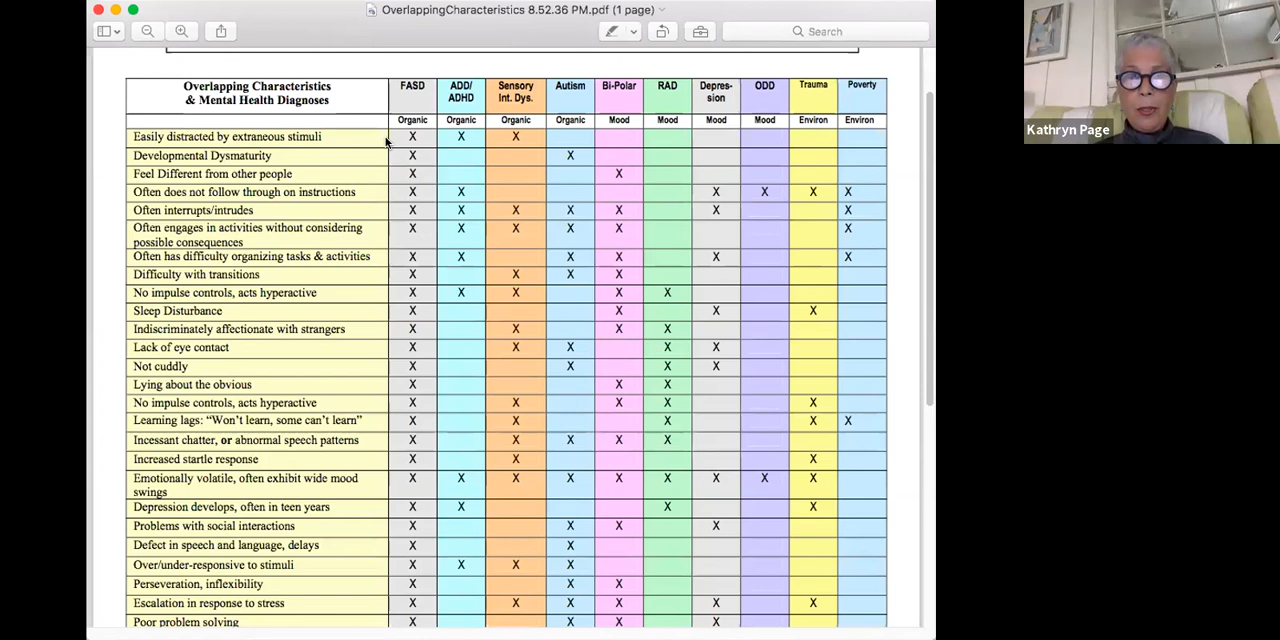 OverlappingCharacteristics 8.52.36 PM.pdf (1 page)
Search
Overlapping Characteristics
& Mental Health Diagnoses
FASD ADD/ADHD Sensory Int. Dys. Autism Bi-Polar RAD Depres-sion ODD Trauma Poverty
Organic Organic Organic Organic Mood Mood Mood Mood Environ Environ
Easily distracted by extraneous stimuli X X X
Developmental Dysmaturity X X
Feel Different from other people X X
Often does not follow through on instructions X X X X X X
Often interrupts/intrudes X X X X X X X
Often engages in activities without considering possible consequences X X X X X X
Often has difficulty organizing tasks & activities X X X X X X
Difficulty with transitions X X X X
No impulse controls, acts hyperactive X X X X X
Sleep Disturbance X X X X
Indiscriminately affectionate with strangers X X X X
Lack of eye contact X X X X X
Not cuddly X X X X
Lying about the obvious X X X
No impulse controls, acts hyperactive X X X X X
Learning lags: “Won’t learn, some can’t learn” X X X X X
Incessant chatter, or abnormal speech patterns X X X X X
Increased startle response X X X
Emotionally volatile, often exhibit wide mood swings X X X X X X X X X
Depression develops, often in teen years X X X X
Problems with social interactions X X X X
Defect in speech and language, delays X X
Over/under-responsive to stimuli X X X X
Perseveration, inflexibility X X X
Escalation in response to stress X X X X X X
Poor problem solving X X X X
Kathryn Page